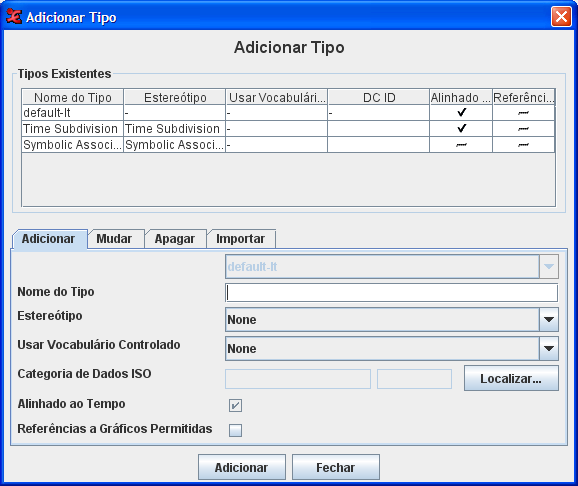 Adicionar Tipo
Adicionar Tipo
Tipos Existentes
Nome do Tipo Estereótipo Usar Vocabulári... DC ID Alinhado ... Referênci...
default-lt - - -
Time Subdivision Time Subdivision -
Symbolic Associ... Symbolic Associ... -
Adicionar Mudar Apagar Importar
default-lt
Nome do Tipo
Estereótipo None
Usar Vocabulário Controlado None
Categoria de Dados ISO Localizar...
Alinhado ao Tempo
Referências a Gráficos Permitidas
Adicionar Fechar